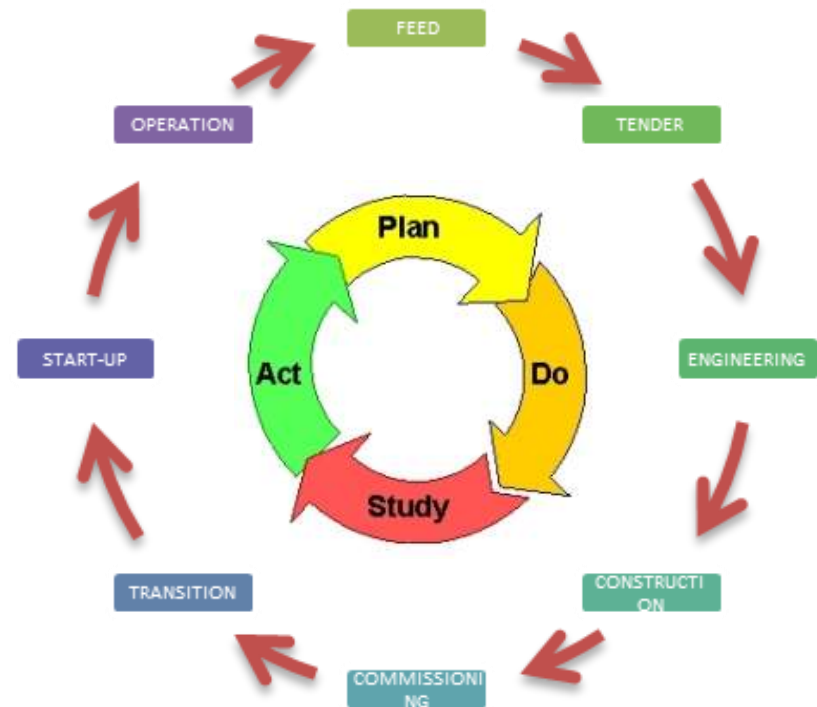 FEED
TENDER
ENGINEERING
CONSTRUCTI
ON
COMMISSIONI
NG
TRANSITION
START-UP
OPERATION
Plan
Do
Study
Act